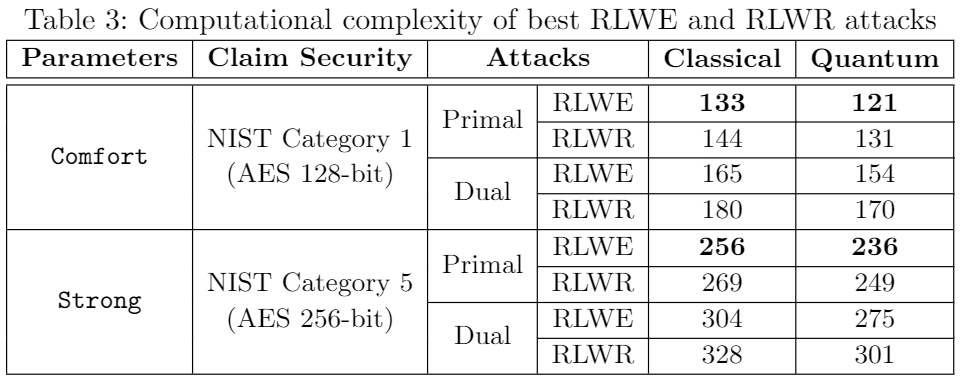 Table 3: Computational complexity of best RLWE and RLWR attacks
Parameters Claim Security Attacks Classical Quantum
Comfort NIST Category 1 (AES 128-bit) Primal RLWE 133 121
RLWR 144 131
Dual RLWE 165 154
RLWR 180 170
Strong NIST Category 5 (AES 256-bit) Primal RLWE 256 236
RLWR 269 249
Dual RLWE 304 275
RLWR 328 301